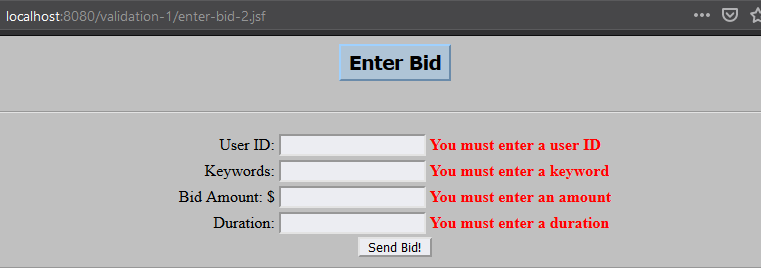 localhost:8080/validation-1/enter-bid-2.jsf
Enter Bid
User ID: You must enter a user ID
Keywords: You must enter a keyword
Bid Amount: $ You must enter an amount
Duration: You must enter a duration
Send Bid!